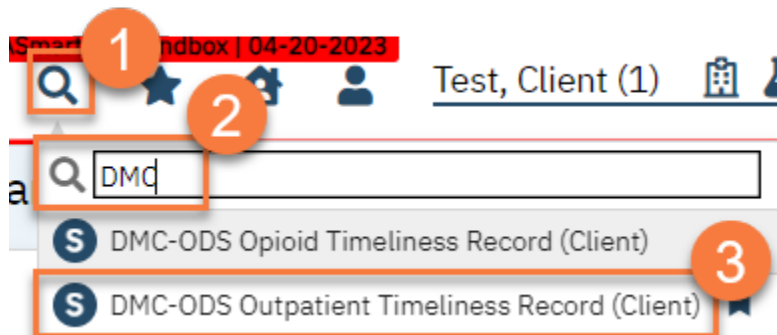 1
ndbox | 04-20-2023
Test, Client (1)
2
DMC
S DMC-ODS Opioid Timeliness Record (Client)
3
S DMC-ODS Outpatient Timeliness Record (Client)